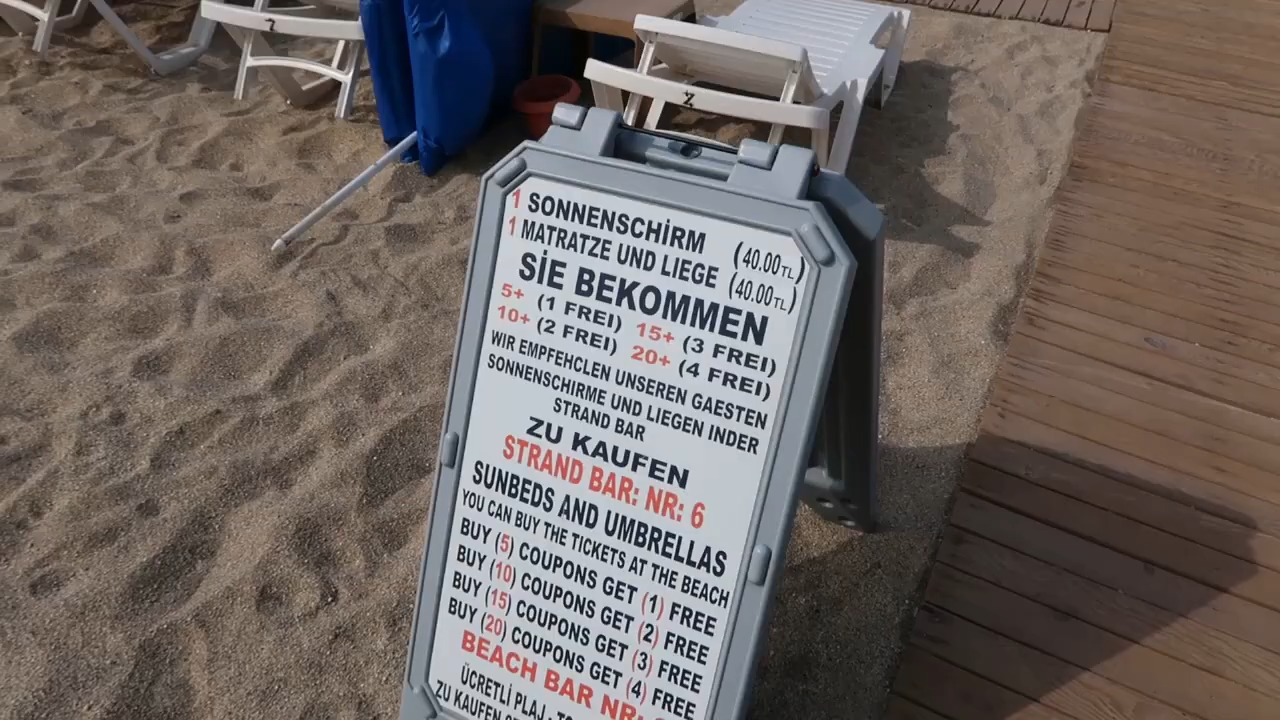 1 SONNENSCHİRM (40.00TL)
1 MATRATZE UND LIEGE (40.00TL)
SİE BEKOMMEN
5+ (1 FREI) 15+ (3 FREI)
10+ (2 FREI) 20+ (4 FREI)
WIR EMPFEHCLEN UNSEREN GAESTEN
SONNENSCHIRME UND LIEGEN INDER
STRAND BAR
ZU KAUFEN
STRAND BAR: NR: 6
SUNBEDS AND UMBRELLAS
YOU CAN BUY THE TICKETS AT THE BEACH
BUY (5) COUPONS GET (1) FREE
BUY (10) COUPONS GET (2) FREE
BUY (15) COUPONS GET (3) FREE
BUY (20) COUPONS GET (4) FREE
BEACH BAR NR:
ÜCRETLİ PLAJ -
ZU KAUFEN